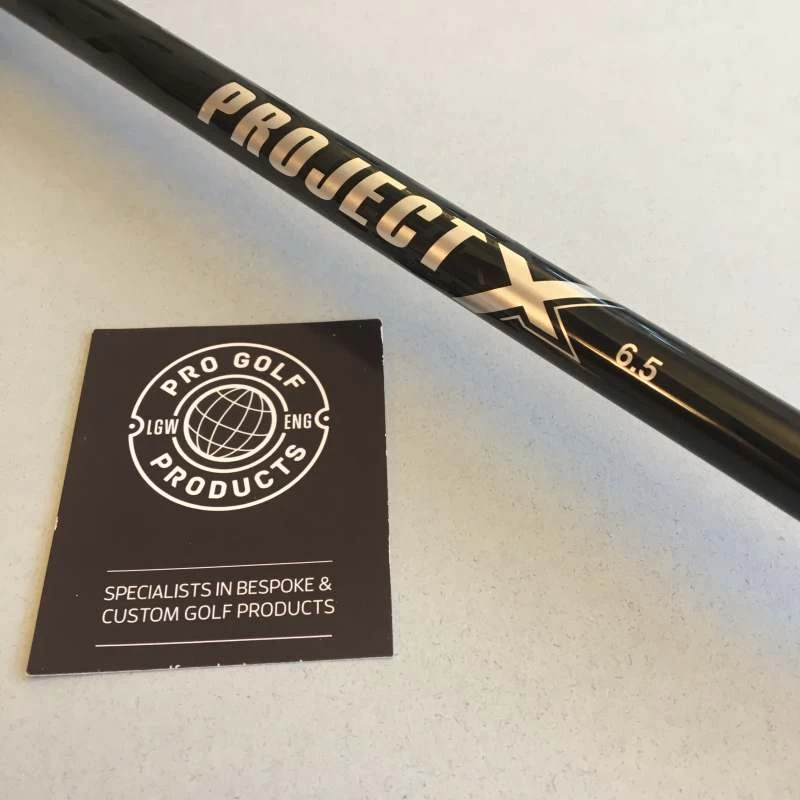 PROJECT X
6.5
PRO GOLF
LGW ENG
PRODUCTS
SPECIALISTS IN BESPOKE &
CUSTOM GOLF PRODUCTS